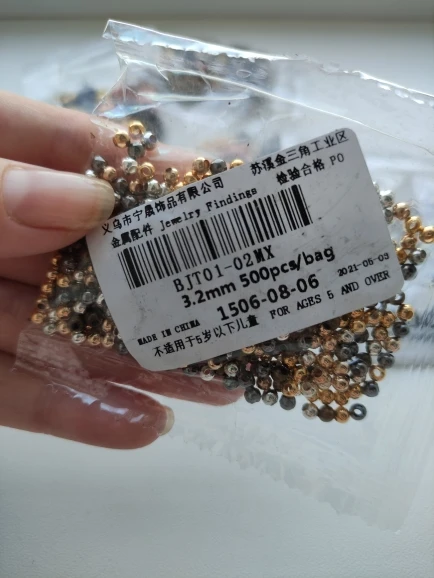 义乌市宁晨饰品有限公司 苏溪金三角工业区
金属配件 Jewelry Findings 检验合格 PO
BJT01-02MX
3.2mm 500pcs/bag
1506-08-06 2021-05-03
MADE IN CHINA FOR AGES 5 AND OVER
不适用于5岁以下儿童